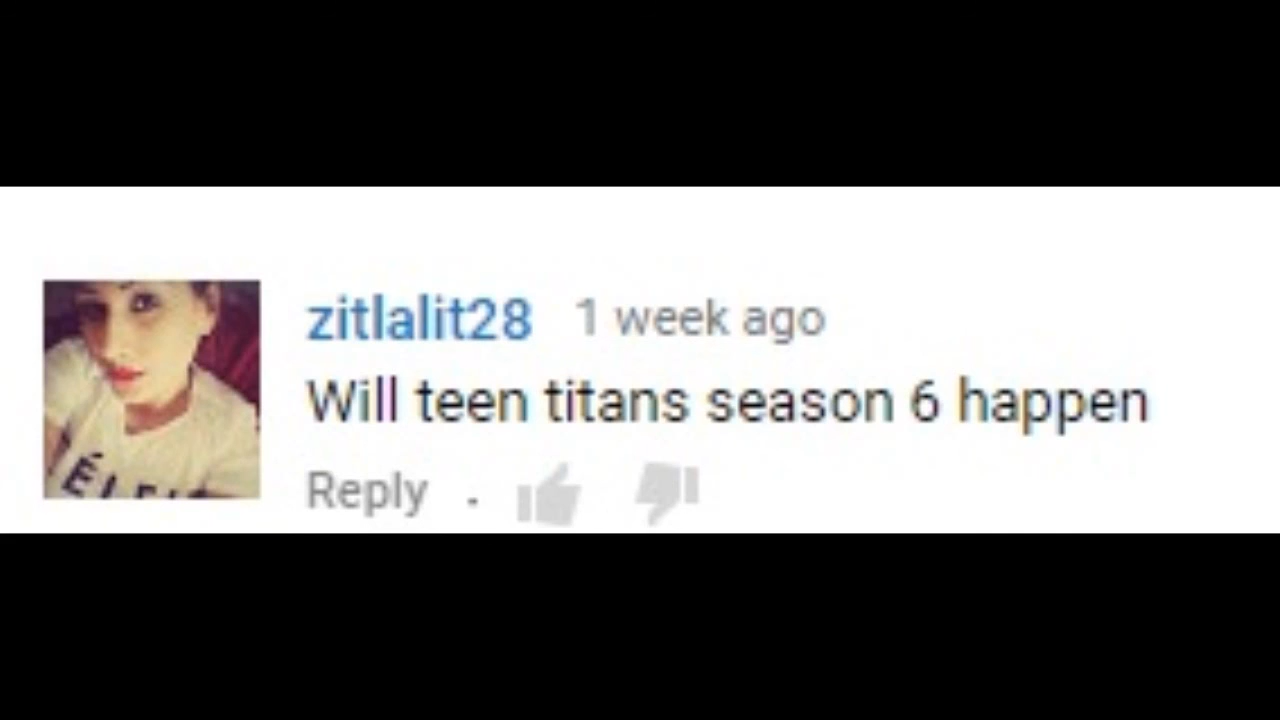 zitlalit28 1 week ago
Will teen titans season 6 happen
Reply .